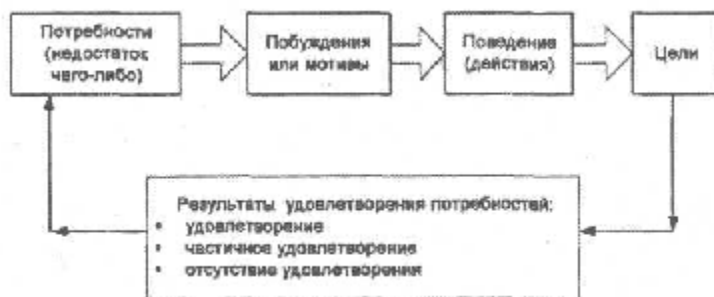 Потребности
(недостаток
чего-либо)
Побуждения
или мотивы
Поведение
(действия)
Цели
Результаты удовлетворения потребностей:
• удовлетворение
• частичное удовлетворение
• отсутствие удовлетворения